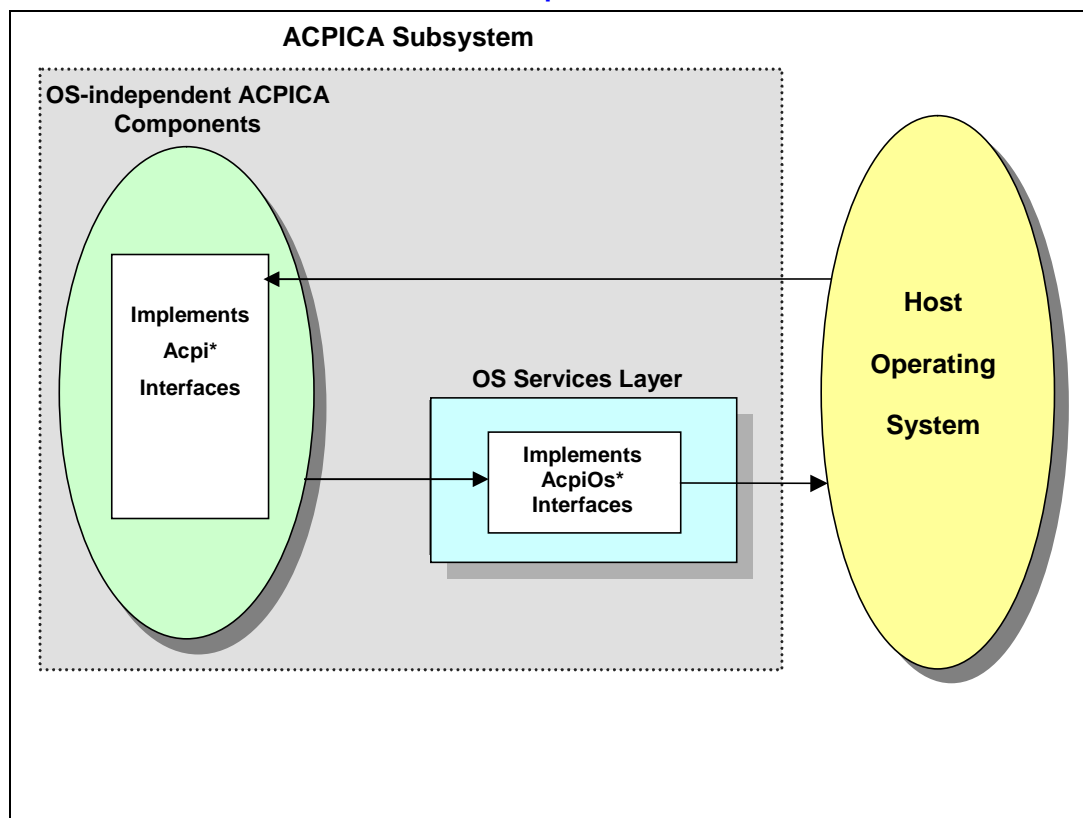 ACPICA Subsystem
OS-independent ACPICA
Components
Implements
Acpi*
Interfaces
OS Services Layer
Implements
AcpiOs*
Interfaces
Host
Operating
System